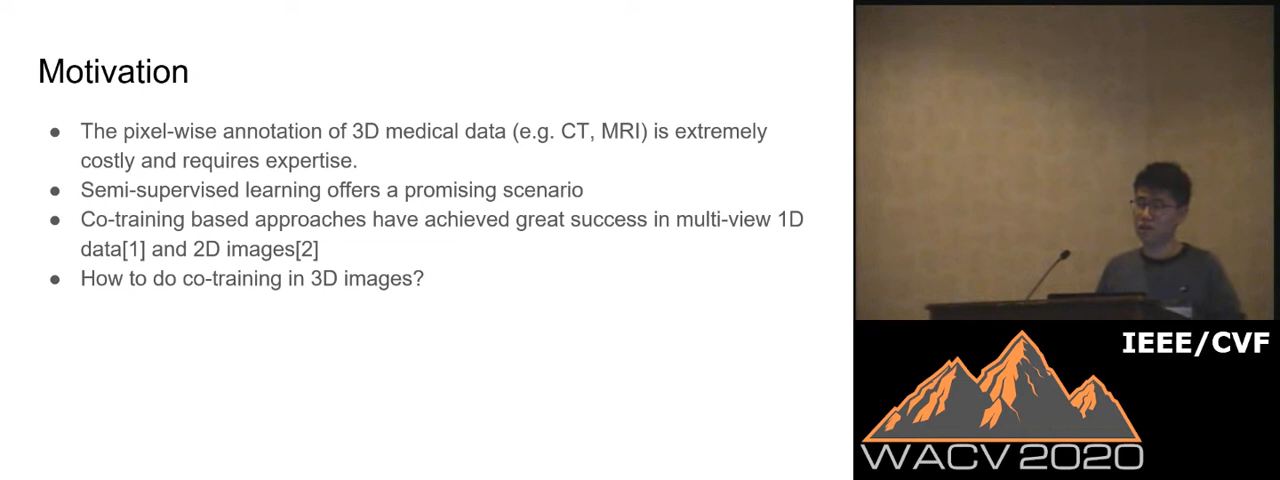 Motivation
● The pixel-wise annotation of 3D medical data (e.g. CT, MRI) is extremely
costly and requires expertise.
● Semi-supervised learning offers a promising scenario
● Co-training based approaches have achieved great success in multi-view 1D
data[1] and 2D images[2]
● How to do co-training in 3D images?
IEEE/CVF
WACV 2020